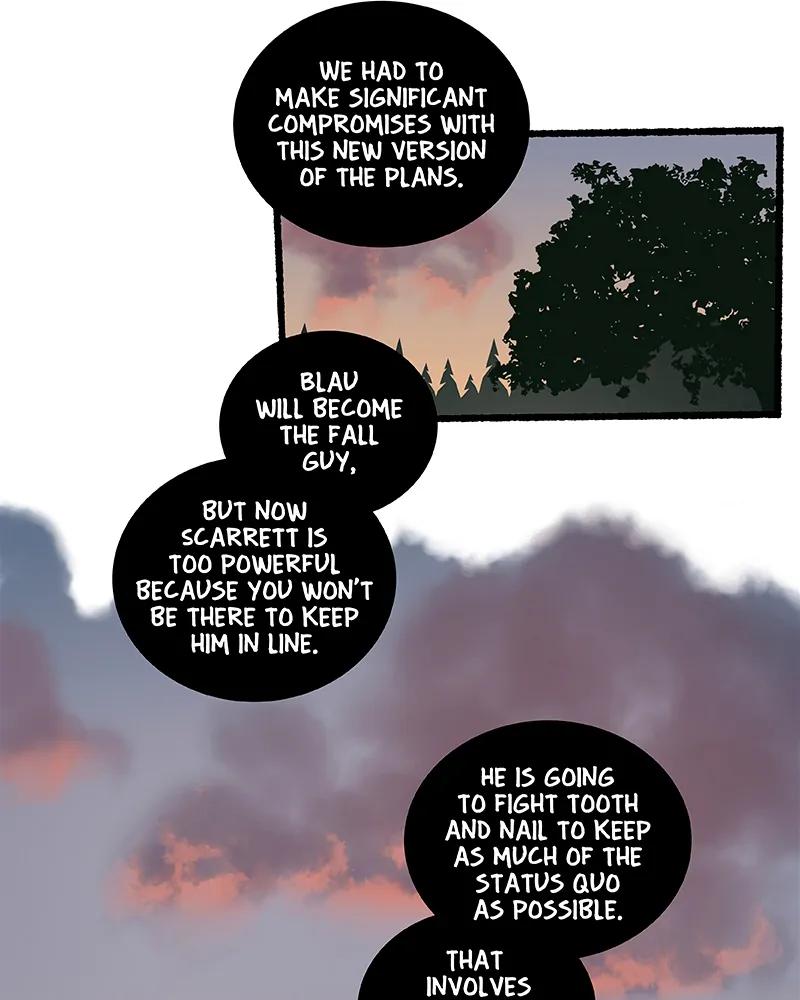 WE HAD TO
MAKE SIGNIFICANT
COMPROMISES WITH
THIS NEW VERSION
OF THE PLANS.
BLAU
WILL BECOME
THE FALL
GUY,
BUT NOW
SCARRETT IS
TOO POWERFUL
BECAUSE YOU WON'T
BE THERE TO KEEP
HIM IN LINE.
HE IS GOING
TO FIGHT TOOTH
AND NAIL TO KEEP
AS MUCH OF THE
STATUS QUO
AS POSSIBLE.
THAT
INVOLVES